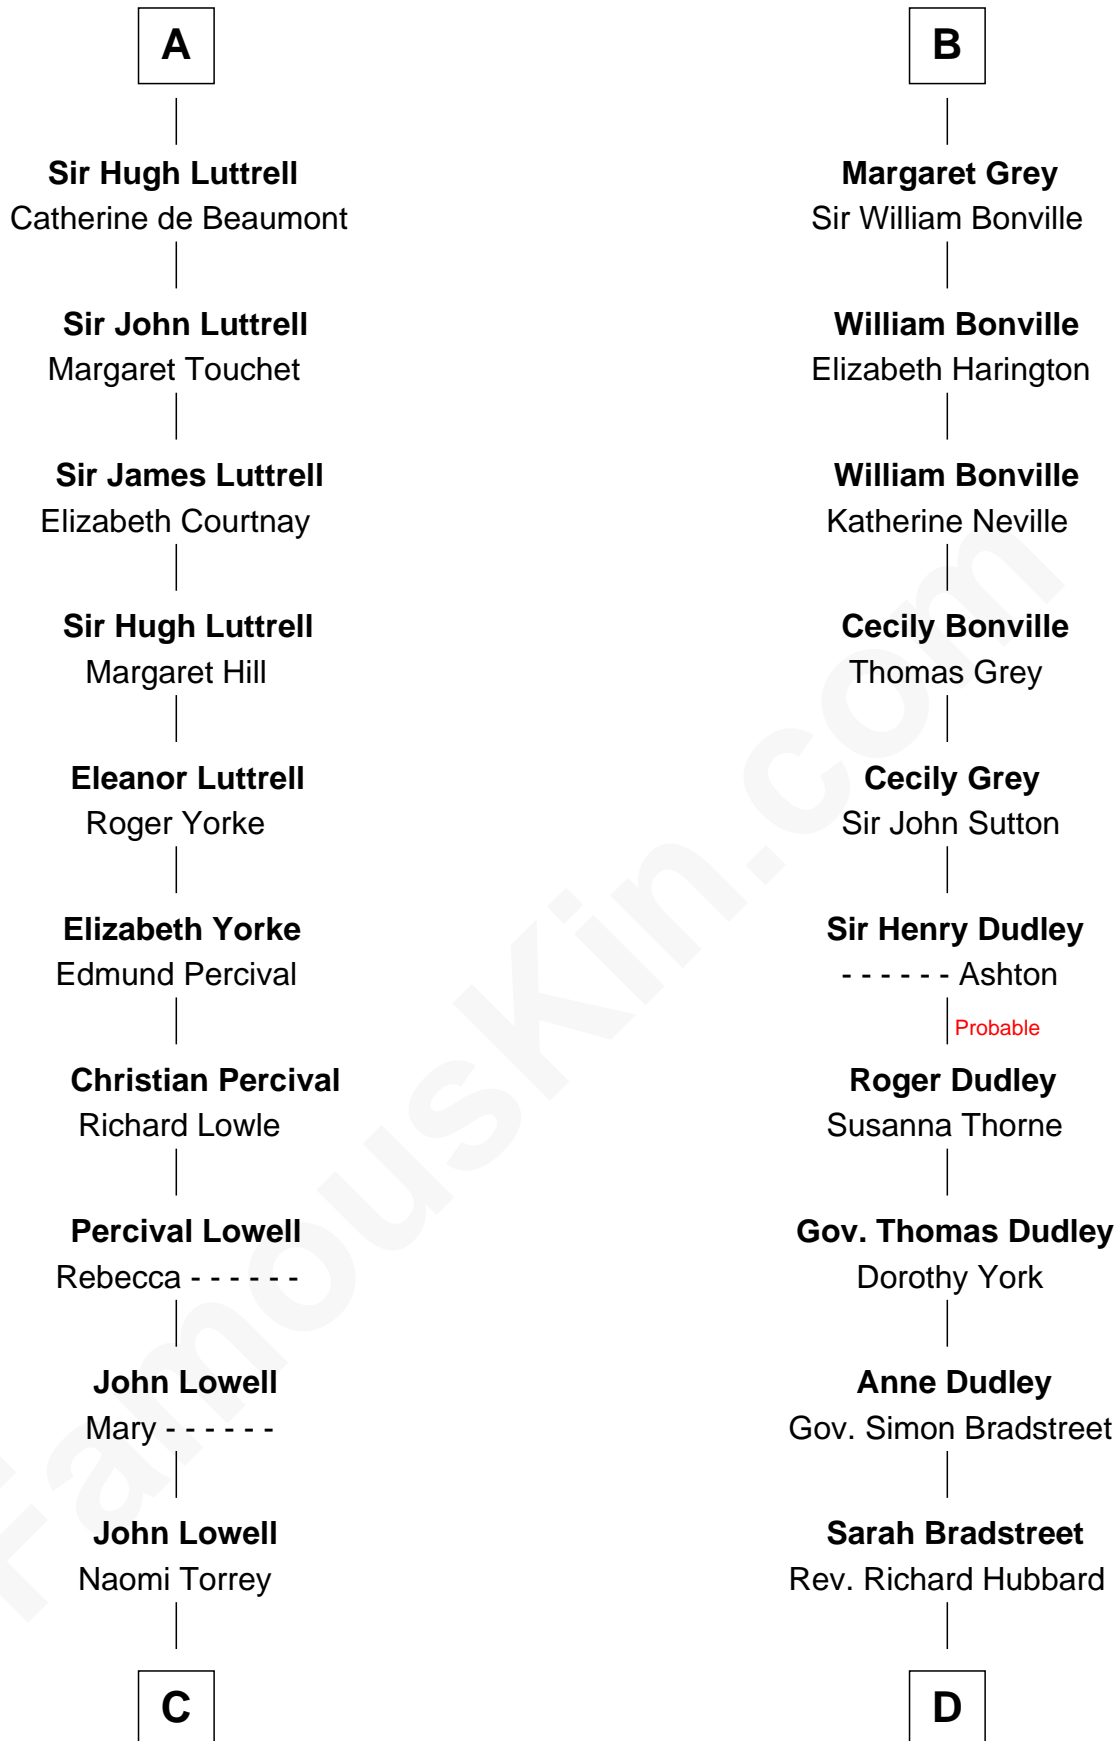 A
Sir Hugh Luttrell
Catherine de Beaumont
Sir John Luttrell
Margaret Touchet
Sir James Luttrell
Elizabeth Courtnay
Sir Hugh Luttrell
Margaret Hill
Eleanor Luttrell
Roger Yorke
Elizabeth Yorke
Edmund Percival
Christian Percival
Richard Lowle
Percival Lowell
Rebecca - - - - - -
John Lowell
Mary - - - - - -
John Lowell
Naomi Torrey
C
B
Margaret Grey
Sir William Bonville
William Bonville
Elizabeth Harington
William Bonville
Katherine Neville
Cecily Bonville
Thomas Grey
Cecily Grey
Sir John Sutton
Sir Henry Dudley
- - - - - - Ashton
Probable
Roger Dudley
Susanna Thorne
Gov. Thomas Dudley
Dorothy York
Anne Dudley
Gov. Simon Bradstreet
Sarah Bradstreet
Rev. Richard Hubbard
D
FamousKin.com